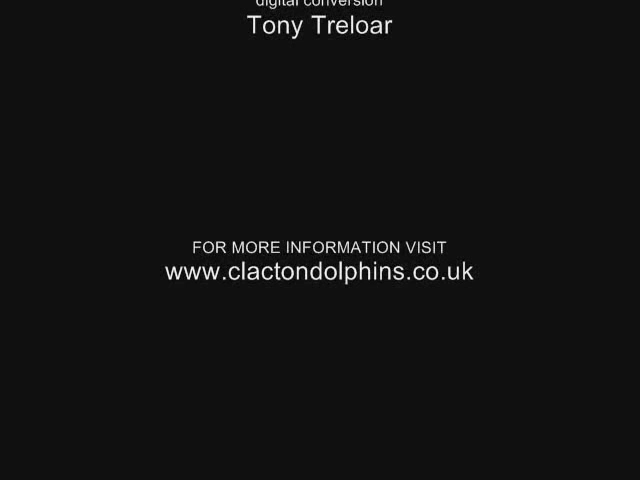 digital conversion
Tony Treloar
FOR MORE INFORMATION VISIT
www.clactondolphins.co.uk